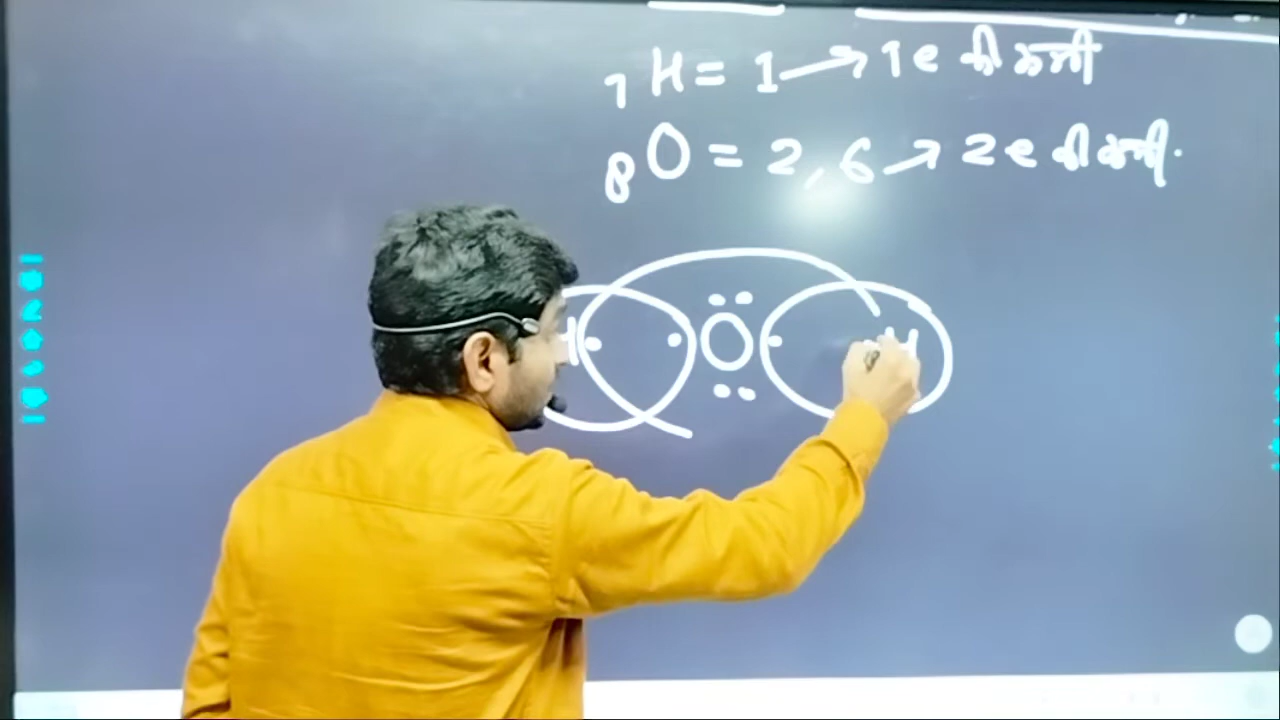 ₁H = 1 → 1e की कमी
₈O = 2, 6 → 2e की कमी.
H O H